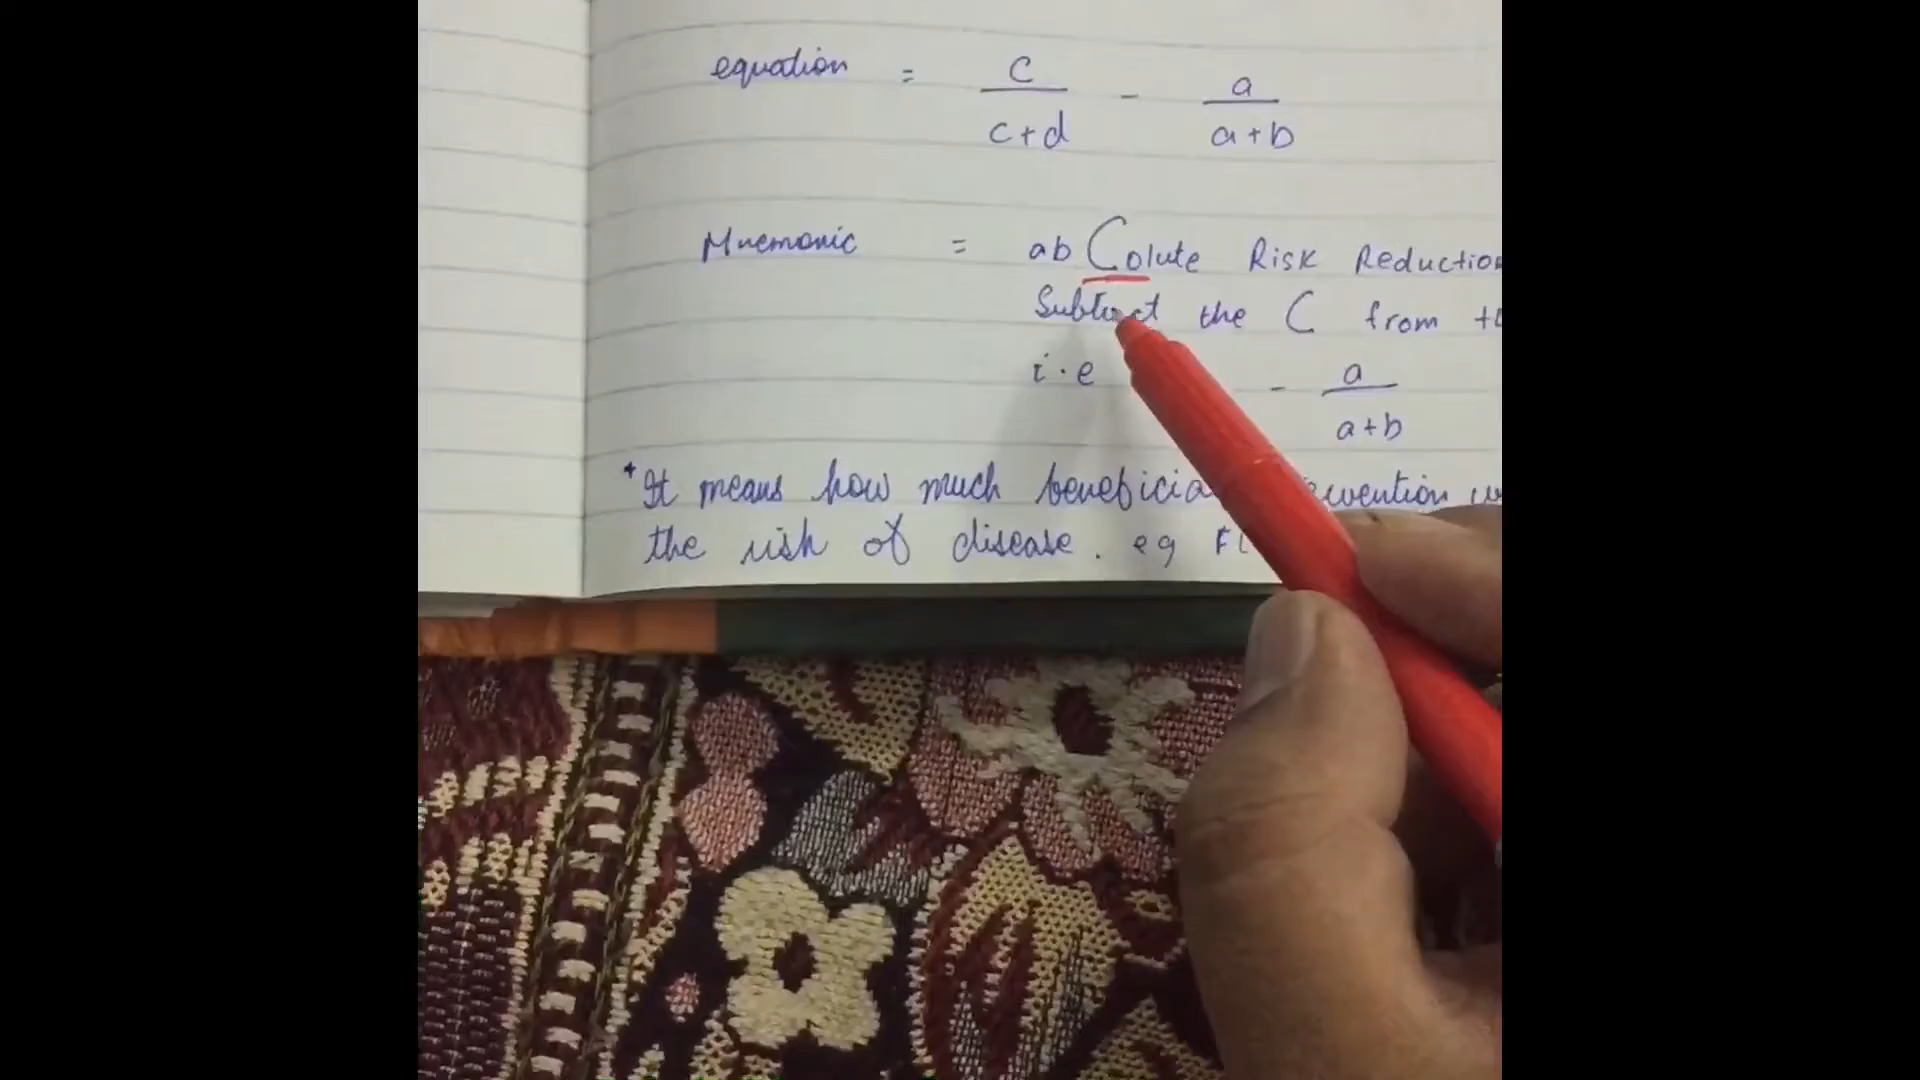 equation = c/c+d - a/a+b
Mnemonic = ab Colute Risk Reduction
Subtract the C from
i.e - a/a+b
*It means how much beneficial
the risk of disease. eg